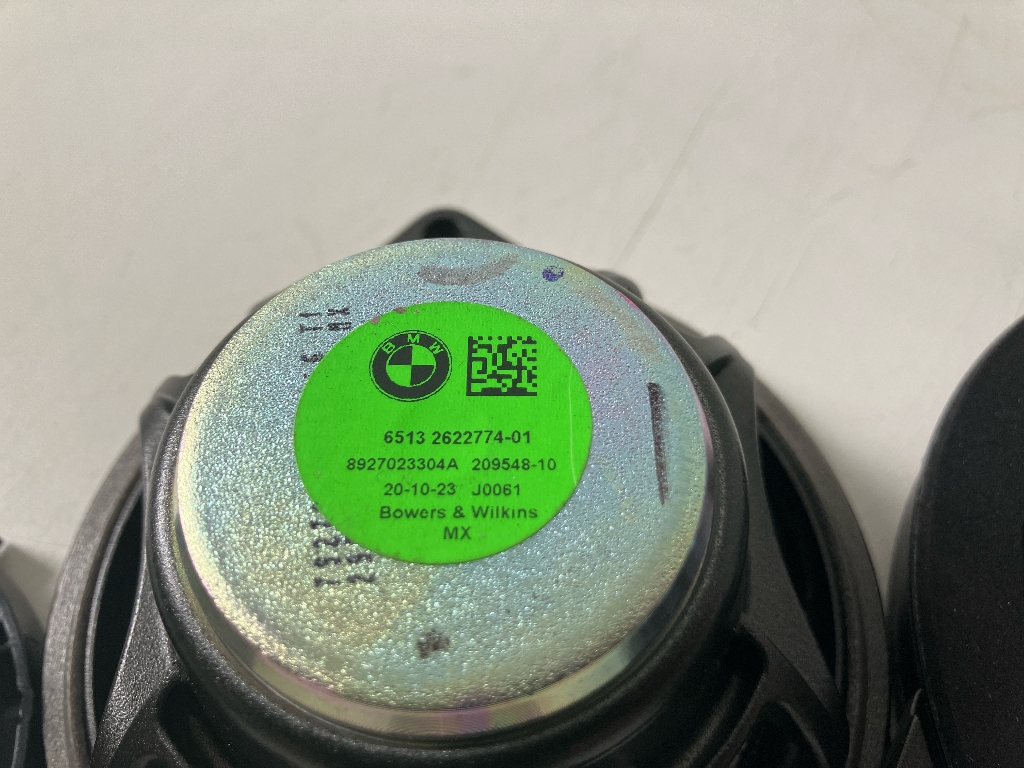 BMW
6513 2622774-01
8927023304A 209548-10
20-10-23 J0061
Bowers & Wilkins
MX